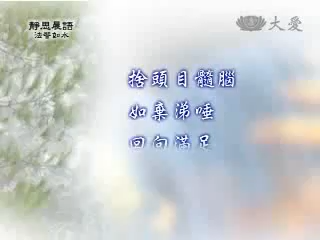 靜思晨語
法譬如水
大愛
捨頭目髓腦
如棄涕唾
回向滿足